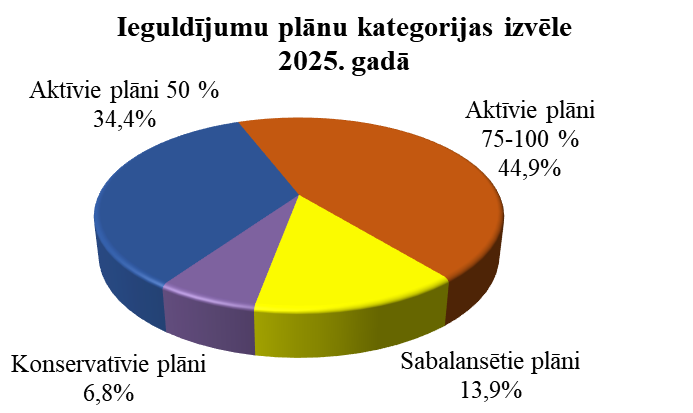 Ieguldījumu plānu kategorijas izvēle
2025. gadā
Aktīvie plāni 50 %
34,4%
Aktīvie plāni
75-100 %
44,9%
Konservatīvie plāni
6,8%
Sabalansētie plāni
13,9%